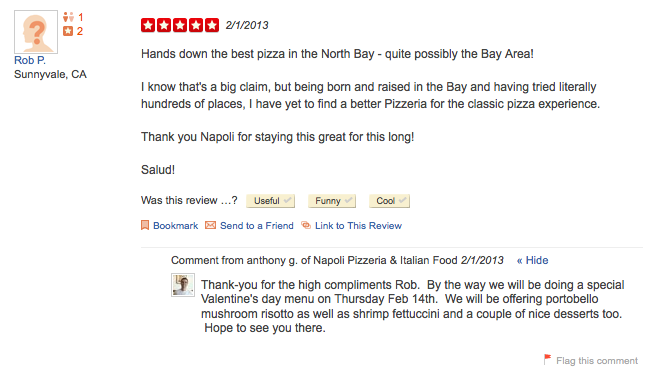 1
2
Rob P.
Sunnyvale, CA
2/1/2013
Hands down the best pizza in the North Bay - quite possibly the Bay Area!
I know that's a big claim, but being born and raised in the Bay and having tried literally
hundreds of places, I have yet to find a better Pizzeria for the classic pizza experience.
Thank you Napoli for staying this great for this long!
Salud!
Was this review …? Useful Funny Cool
Bookmark Send to a Friend Link to This Review
Comment from anthony g. of Napoli Pizzeria & Italian Food 2/1/2013 « Hide
Thank-you for the high compliments Rob. By the way we will be doing a special
Valentine's day menu on Thursday Feb 14th. We will be offering portobello
mushroom risotto as well as shrimp fettuccini and a couple of nice desserts too.
Hope to see you there.
Flag this comment